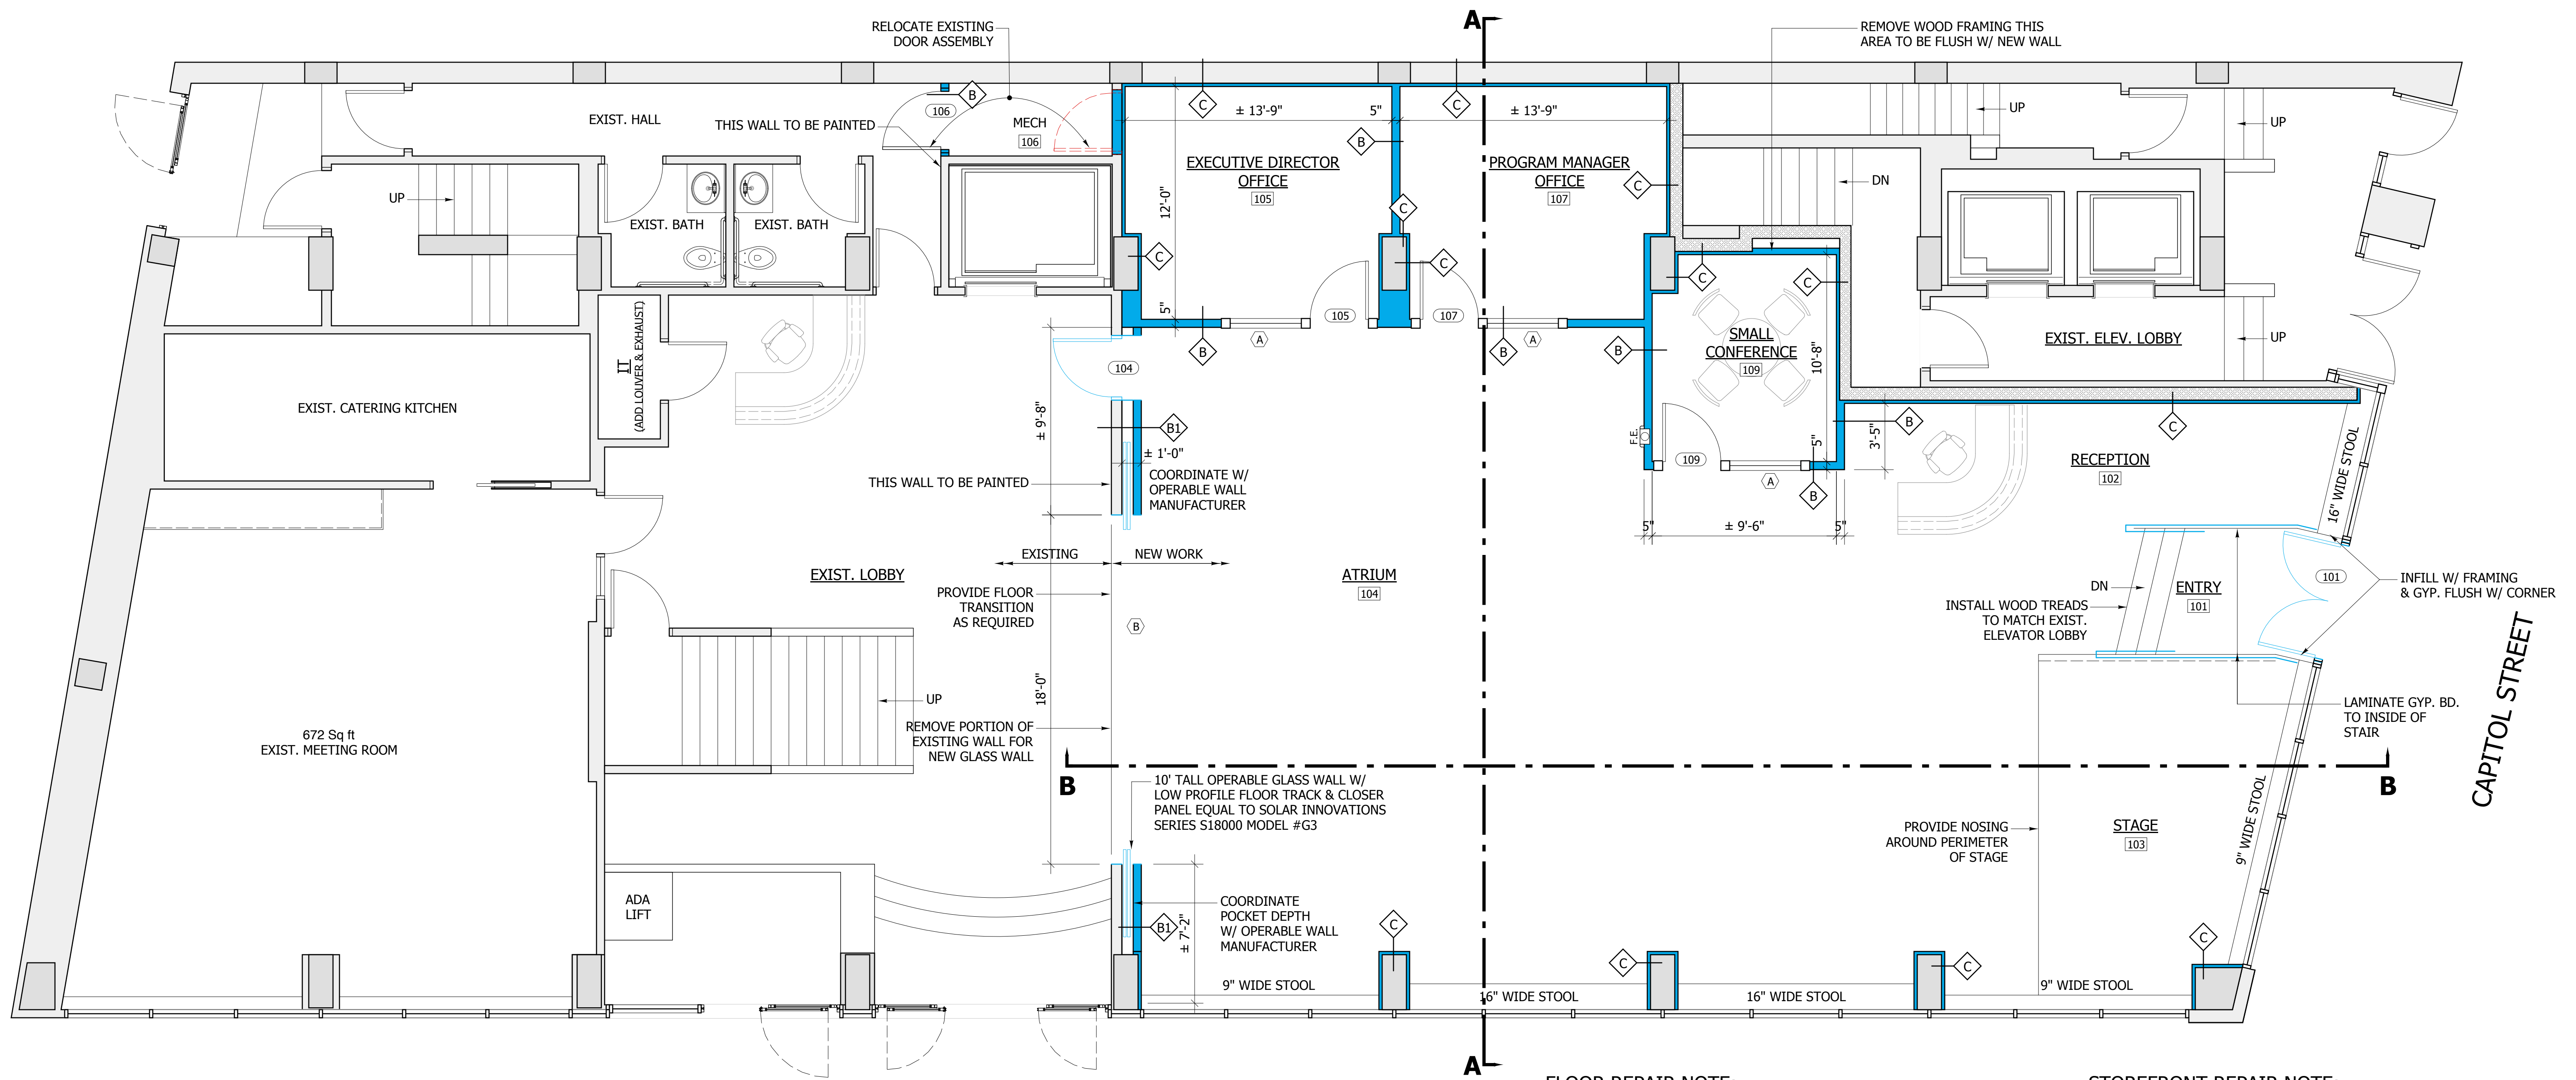 A
RELOCATE EXISTING
DOOR ASSEMBLY
REMOVE WOOD FRAMING THIS
AREA TO BE FLUSH W/ NEW WALL
B
106
MECH
106
C
C
± 13'-9"
5"
± 13'-9"
UP
UP
EXIST. HALL
THIS WALL TO BE PAINTED
B
EXECUTIVE DIRECTOR
OFFICE
105
PROGRAM MANAGER
OFFICE
107
C
DN
UP
12'-0"
C
EXIST. BATH
EXIST. BATH
C
C
C
C
5"
105
107
A
A
B
B
B
SMALL
CONFERENCE
109
10'-8"
EXIST. ELEV. LOBBY
UP
IT
(ADD LOUVER & EXHAUST)
104
EXIST. CATERING KITCHEN
± 9'-8"
B1
± 1'-0"
F.E.
109
5"
A
B
3'-5"
B
C
RECEPTION
102
16" WIDE STOOL
THIS WALL TO BE PAINTED
COORDINATE W/
OPERABLE WALL
MANUFACTURER
5"
± 9'-6"
5"
EXISTING
NEW WORK
EXIST. LOBBY
ATRIUM
104
PROVIDE FLOOR
TRANSITION
AS REQUIRED
B
DN
ENTRY
101
101
INFILL W/ FRAMING
& GYP. FLUSH W/ CORNER
INSTALL WOOD TREADS
TO MATCH EXIST.
ELEVATOR LOBBY
CAPITOL STREET
18'-0"
UP
REMOVE PORTION OF
EXISTING WALL FOR
NEW GLASS WALL
LAMINATE GYP. BD.
TO INSIDE OF
STAIR
672 Sq ft
EXIST. MEETING ROOM
B
B
10' TALL OPERABLE GLASS WALL W/
LOW PROFILE FLOOR TRACK & CLOSER
PANEL EQUAL TO SOLAR INNOVATIONS
SERIES S18000 MODEL #G3
PROVIDE NOSING
AROUND PERIMETER
OF STAGE
STAGE
103
9" WIDE STOOL
ADA
LIFT
COORDINATE
POCKET DEPTH
W/ OPERABLE WALL
MANUFACTURER
B1
± 7'-2"
C
C
C
C
9" WIDE STOOL
16" WIDE STOOL
16" WIDE STOOL
9" WIDE STOOL
A
FLOOR REPAIR NOTE:
STOREFRONT REPAIR NOTE: